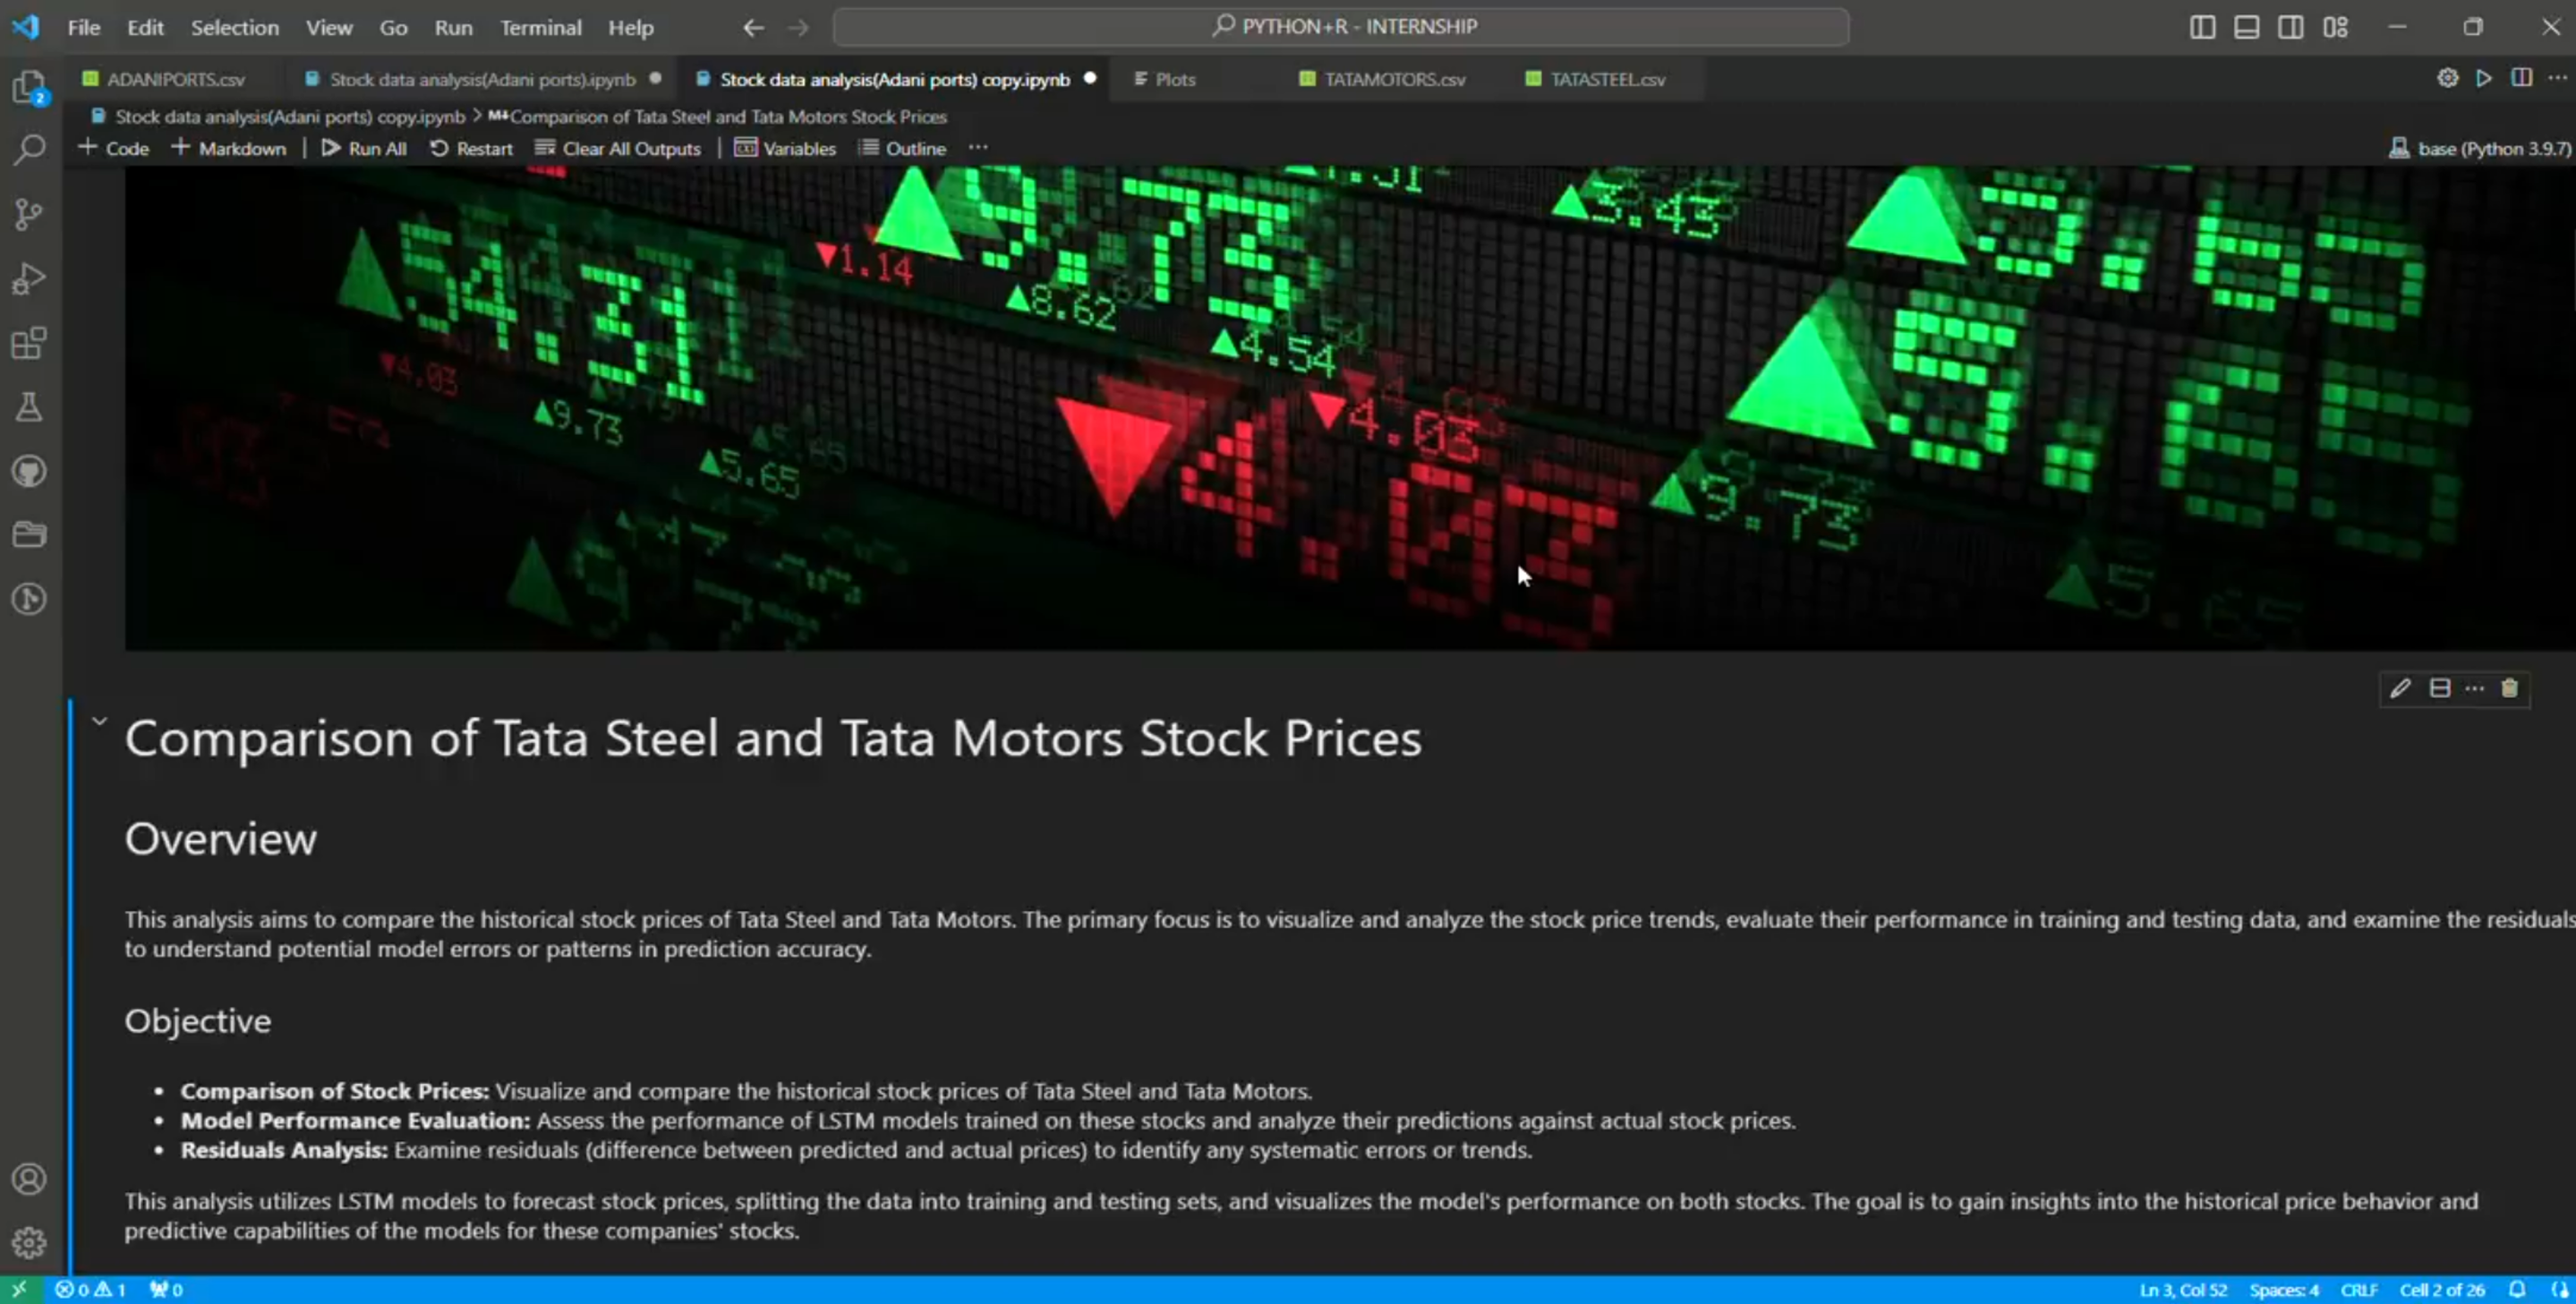 File Edit Selection View Go Run Terminal Help
PYTHON+R - INTERNSHIP
ADANIPORTS.csv
Stock data analysis(Adani ports).ipynb
Stock data analysis(Adani ports) copy.ipynb
Plots
TATAMOTORS.csv
TATASTEEL.csv
2
Stock data analysis(Adani ports) copy.ipynb > M↓Comparison of Tata Steel and Tata Motors Stock Prices
+ Code + Markdown | Run All Restart Clear All Outputs | Variables Outline ...
base (Python 3.9.7)
54.31
▼1.14
9.73
▲8.62
▲4.54
▲3.43
▼4.03
▲9.73
▲5.65
4.03
▼4.03
9.73
5.65
Comparison of Tata Steel and Tata Motors Stock Prices
Overview
This analysis aims to compare the historical stock prices of Tata Steel and Tata Motors. The primary focus is to visualize and analyze the stock price trends, evaluate their performance in training and testing data, and examine the residuals
to understand potential model errors or patterns in prediction accuracy.
Objective
• Comparison of Stock Prices: Visualize and compare the historical stock prices of Tata Steel and Tata Motors.
• Model Performance Evaluation: Assess the performance of LSTM models trained on these stocks and analyze their predictions against actual stock prices.
• Residuals Analysis: Examine residuals (difference between predicted and actual prices) to identify any systematic errors or trends.
This analysis utilizes LSTM models to forecast stock prices, splitting the data into training and testing sets, and visualizes the model's performance on both stocks. The goal is to gain insights into the historical price behavior and
predictive capabilities of the models for these companies' stocks.
0 1 0
Ln 3, Col 52 Spaces: 4 CRLF Cell 2 of 26